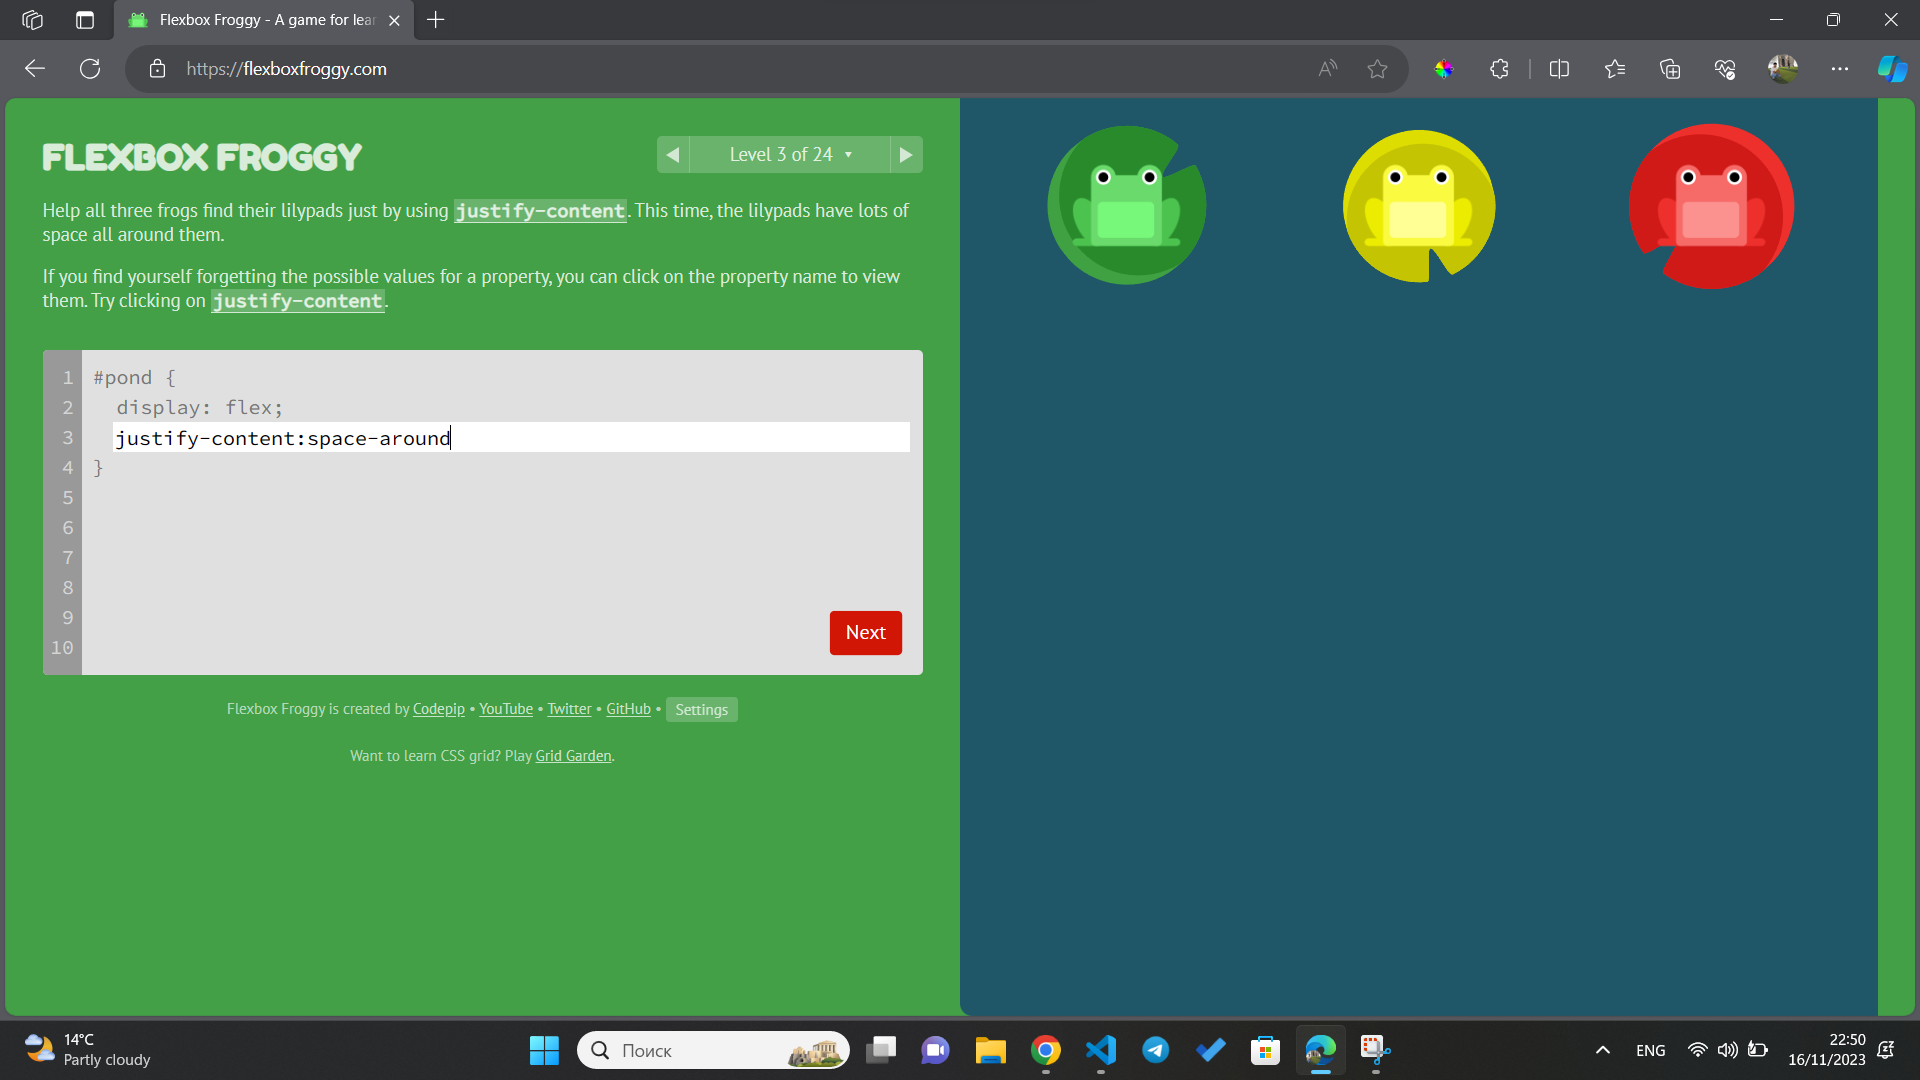 Flexbox Froggy - A game for lear
https://flexboxfroggy.com
FLEXBOX FROGGY
Level 3 of 24
Help all three frogs find their lilypads just by using justify-content. This time, the lilypads have lots of
space all around them.
If you find yourself forgetting the possible values for a property, you can click on the property name to view
them. Try clicking on justify-content.
1 #pond {
2 display: flex;
3 justify-content:space-around
4 }
5
6
7
8
9
10
Next
Flexbox Froggy is created by Codepip • YouTube • Twitter • GitHub • Settings
Want to learn CSS grid? Play Grid Garden.
14°C
Partly cloudy
Поиск
ENG
22:50
16/11/2023